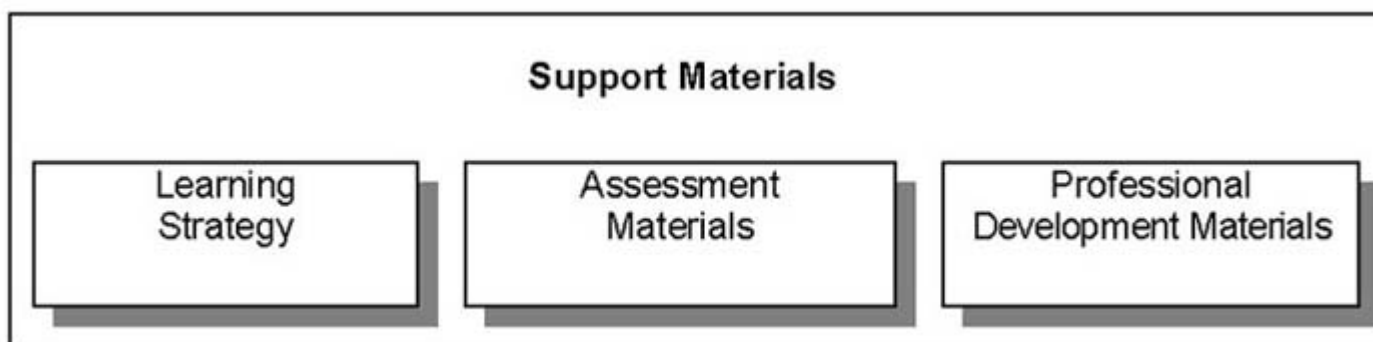 Support Materials
Learning
Strategy
Assessment
Materials
Professional
Development Materials